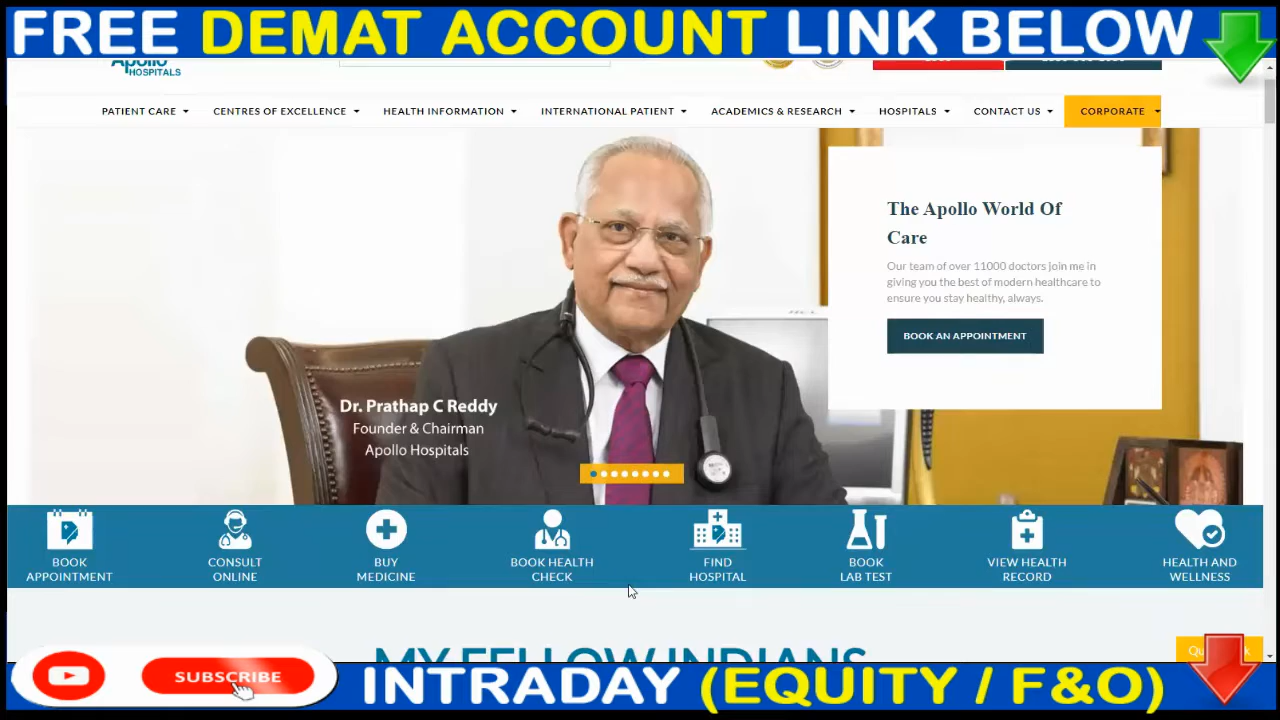 FREE DEMAT ACCOUNT LINK BELOW
Apollo
HOSPITALS
PATIENT CARE
CENTRES OF EXCELLENCE
HEALTH INFORMATION
INTERNATIONAL PATIENT
ACADEMICS & RESEARCH
HOSPITALS
CONTACT US
CORPORATE
The Apollo World Of
Care
Our team of over 11000 doctors join me in
giving you the best of modern healthcare to
ensure you stay healthy, always.
BOOK AN APPOINTMENT
Dr. Prathap C Reddy
Founder & Chairman
Apollo Hospitals
BOOK
APPOINTMENT
CONSULT
ONLINE
BUY
MEDICINE
BOOK HEALTH
CHECK
FIND
HOSPITAL
BOOK
LAB TEST
VIEW HEALTH
RECORD
HEALTH AND
WELLNESS
MY FELLOW INDIANS
SUBSCRIBE
INTRADAY (EQUITY / F&O)